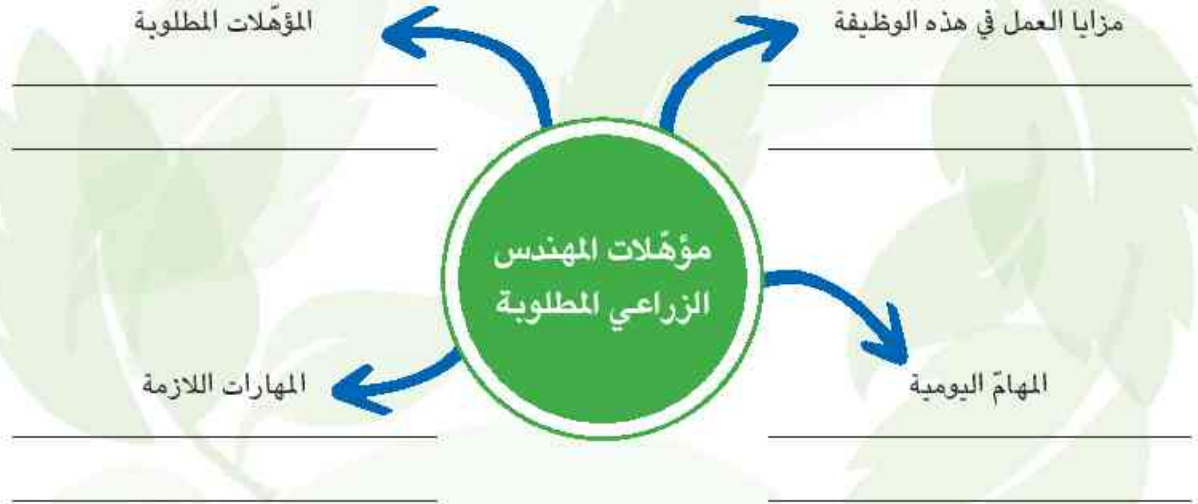 مزايا العمل في هذه الوظيفة
المؤهّلات المطلوبة
مؤهّلات المهندس
الزراعي المطلوبة
المهامّ اليومية
المهارات اللازمة